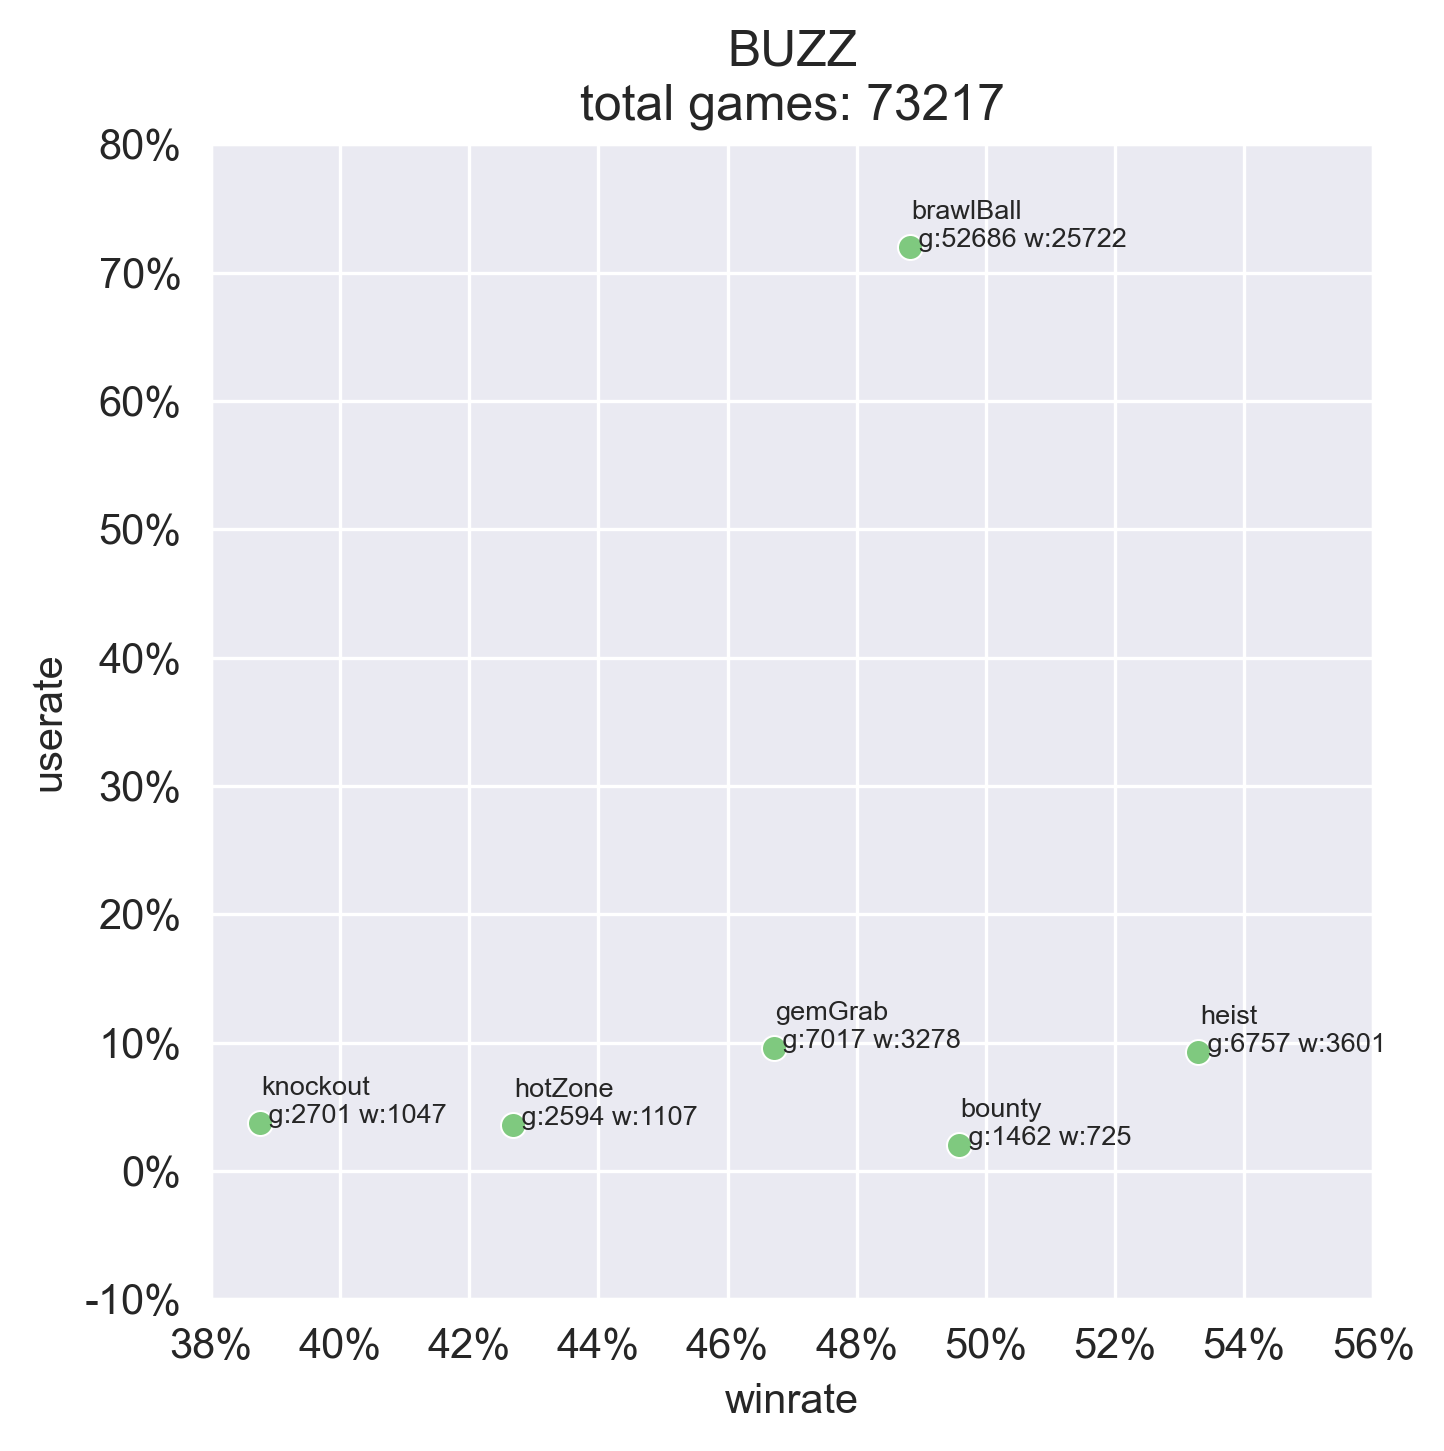 BUZZ
total games: 73217
80%
70%
60%
50%
40%
30%
20%
10%
0%
-10%
userate
brawlBall
g:52686 w:25722
gemGrab
g:7017 w:3278
heist
g:6757 w:3601
knockout
g:2701 w:1047
hotZone
g:2594 w:1107
bounty
g:1462 w:725
38% 40% 42% 44% 46% 48% 50% 52% 54% 56%
winrate